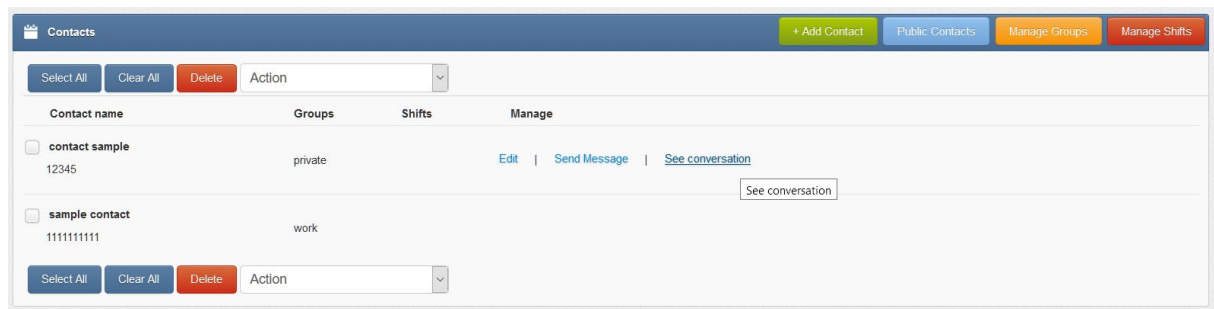 Contacts + Add Contact Public Contacts Manage Groups Manage Shifts
Select All Clear All Delete Action
Contact name Groups Shifts Manage
contact sample
12345 private Edit | Send Message | See conversation
See conversation
sample contact
1111111111 work
Select All Clear All Delete Action